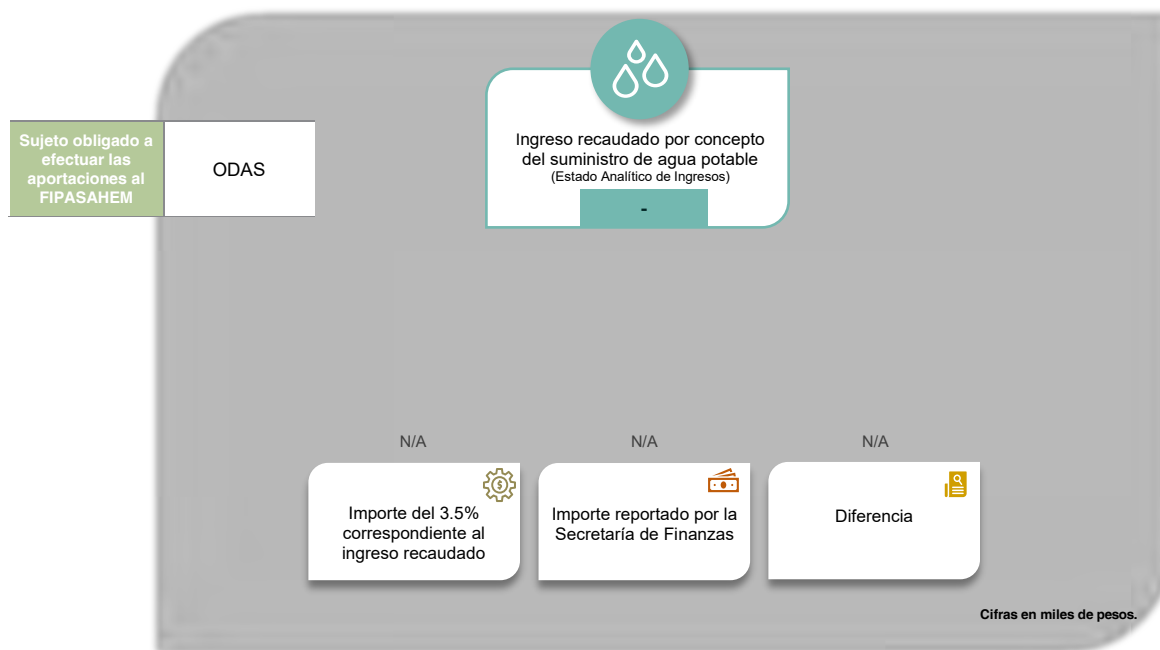 Sujeto obligado a
efectuar las
aportaciones al
FIPASAHEM
ODAS
Ingreso recaudado por concepto
del suministro de agua potable
(Estado Analítico de Ingresos)
-
N/A
N/A
N/A
Importe del 3.5%
correspondiente al
ingreso recaudado
Importe reportado por la
Secretaría de Finanzas
Diferencia
Cifras en miles de pesos.